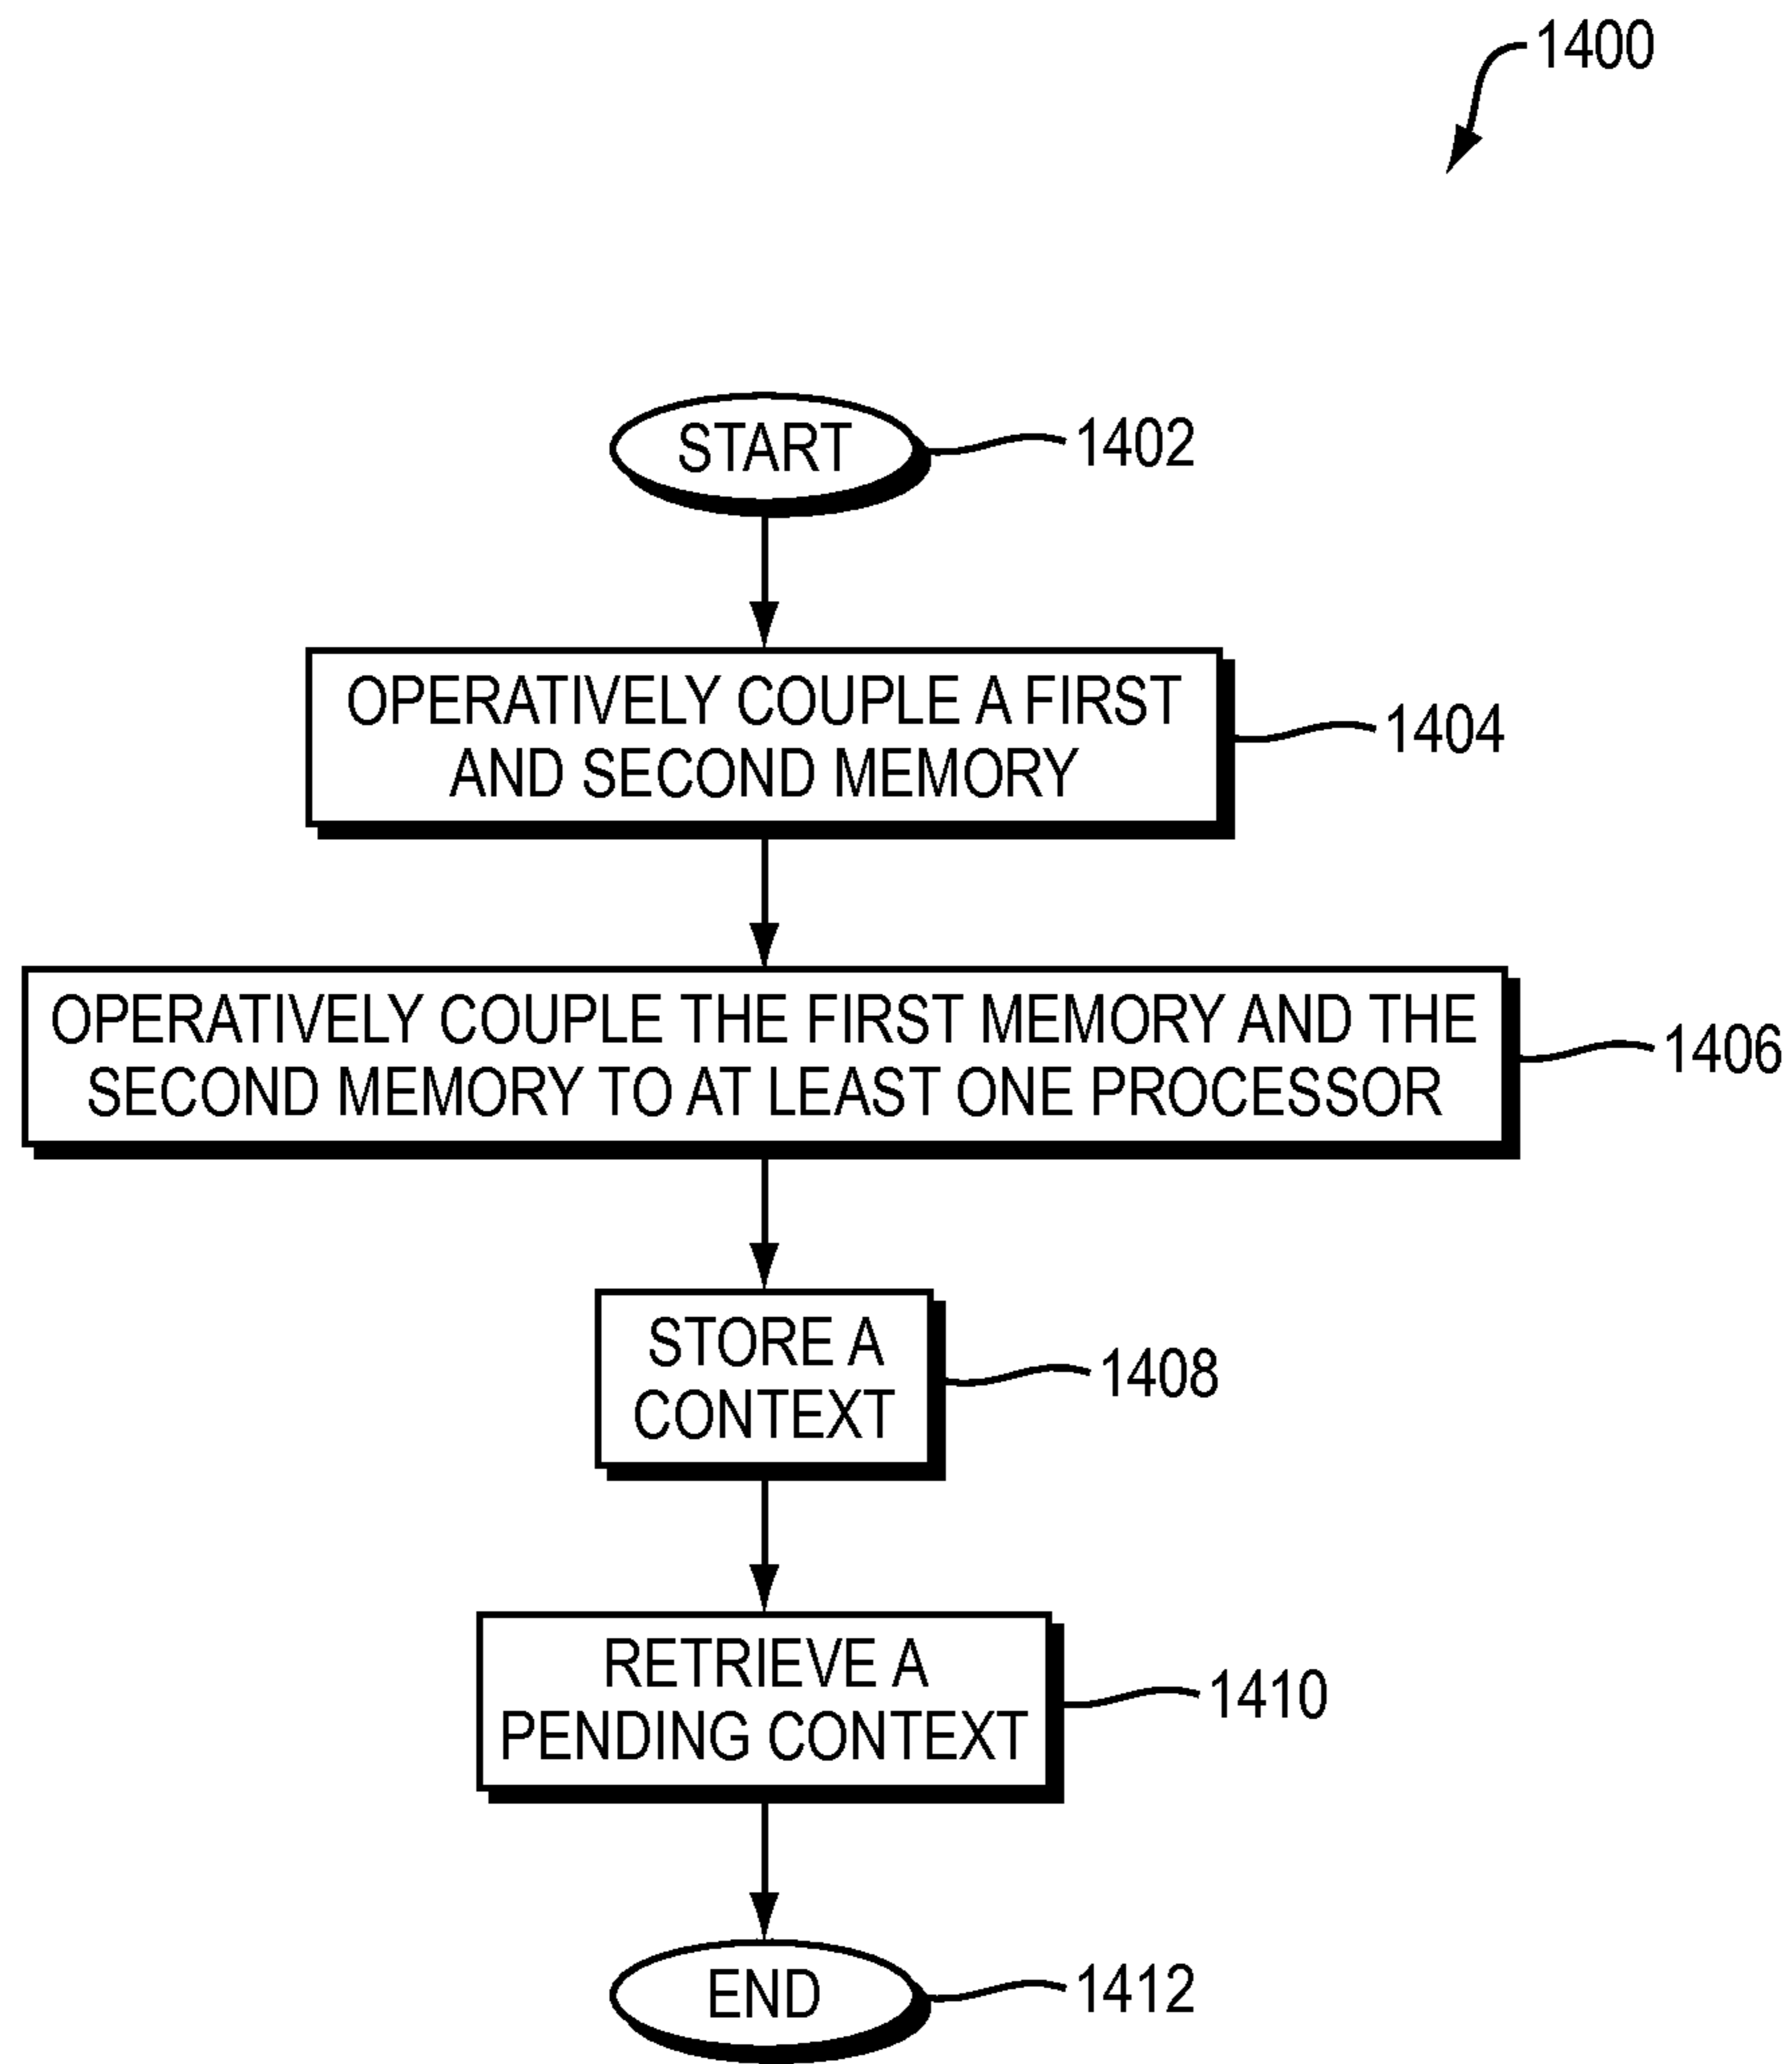 1400
START
1402
OPERATIVELY COUPLE A FIRST
AND SECOND MEMORY
1404
OPERATIVELY COUPLE THE FIRST MEMORY AND THE
SECOND MEMORY TO AT LEAST ONE PROCESSOR
1406
STORE A
CONTEXT
1408
RETRIEVE A
PENDING CONTEXT
1410
END
1412